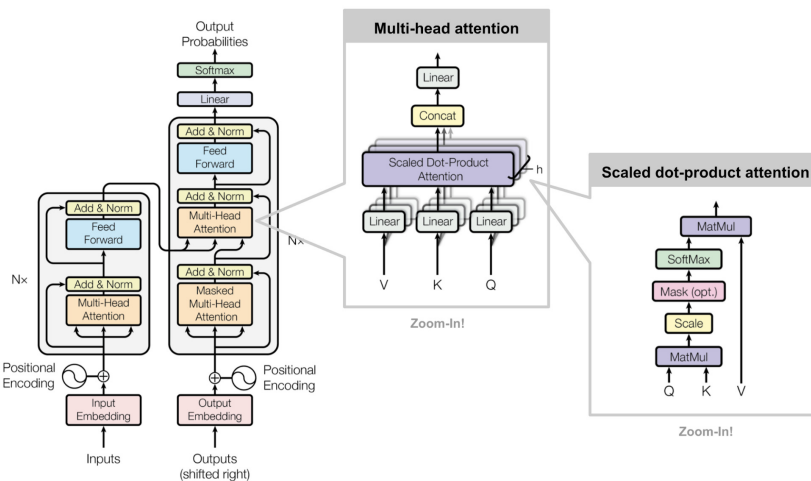 Output
Probabilities
Softmax
Linear
Add & Norm
Feed
Forward
Add & Norm
Multi-Head
Attention
Add & Norm
Masked
Multi-Head
Attention
Nx
Add & Norm
Feed
Forward
Add & Norm
Multi-Head
Attention
Nx
Positional
Encoding
Positional
Encoding
Input
Embedding
Output
Embedding
Inputs
Outputs
(shifted right)
Multi-head attention
Linear
Concat
Scaled Dot-Product
Attention
h
Linear
Linear
Linear
V
K
Q
Zoom-In!
Scaled dot-product attention
MatMul
SoftMax
Mask (opt.)
Scale
MatMul
Q
K
V
Zoom-In!